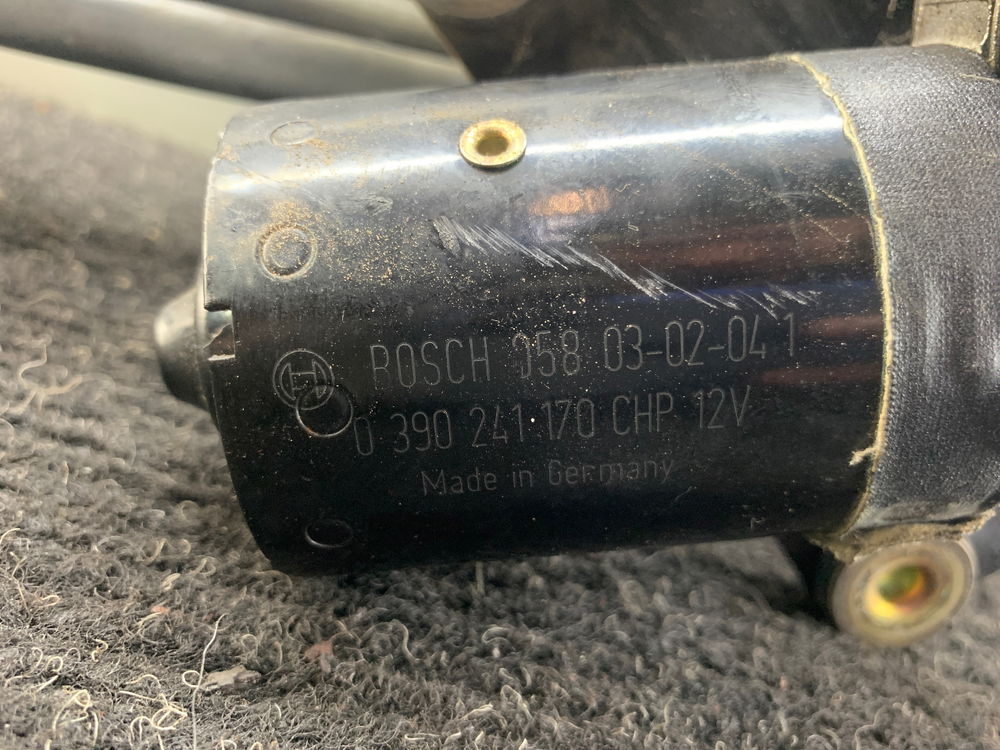 BOSCH 958 03-02-04 1
0 390 241 170 CHP 12V
Made in Germany